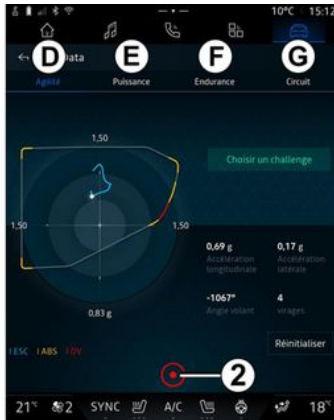 10°C 15:12
D E F G
Data
Agilité Puissance Endurance Circuit
1,50
Choisir un challenge
1,50 1,50
0,69 g 0,17 g
Accélération longitudinale Accélération latérale
-1067° 4
Angle volant virages
0,83 g
Réinitialiser
ESC ABS
2
21° 2 SYNC A/C 18°